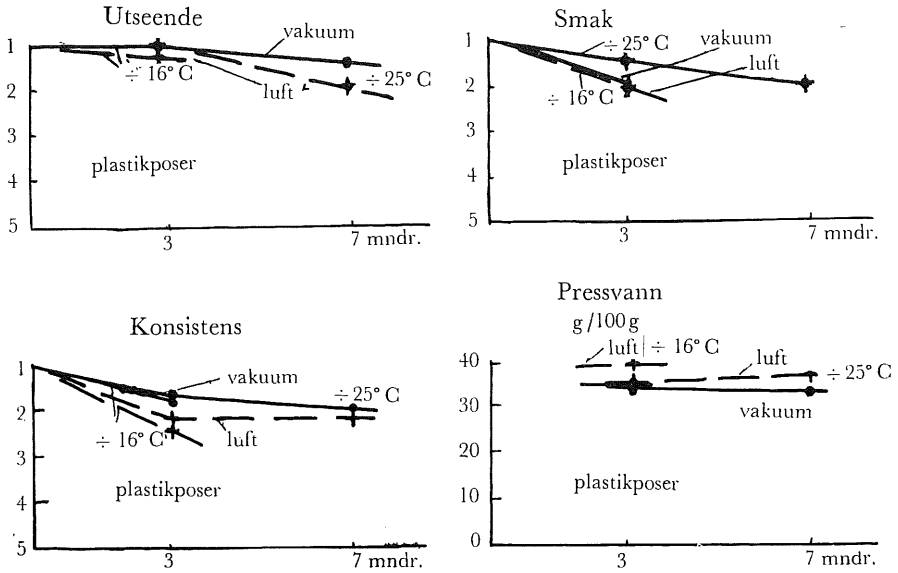 Utseende
1
2
3
4
5
vakuum
÷ 16° C
luft
÷ 25° C
plastikposer
3
7 mndr.
Smak
1
2
3
4
5
÷ 25° C
vakuum
luft
÷ 16° C
plastikposer
3
7 mndr.
Konsistens
1
2
3
4
5
vakuum
÷ 25° C
÷ 16° C
luft
plastikposer
3
7 mndr.
Pressvann
g/100 g
40
30
20
10
0
luft ÷ 16° C
luft
÷ 25° C
vakuum
plastikposer
3
7 mndr.